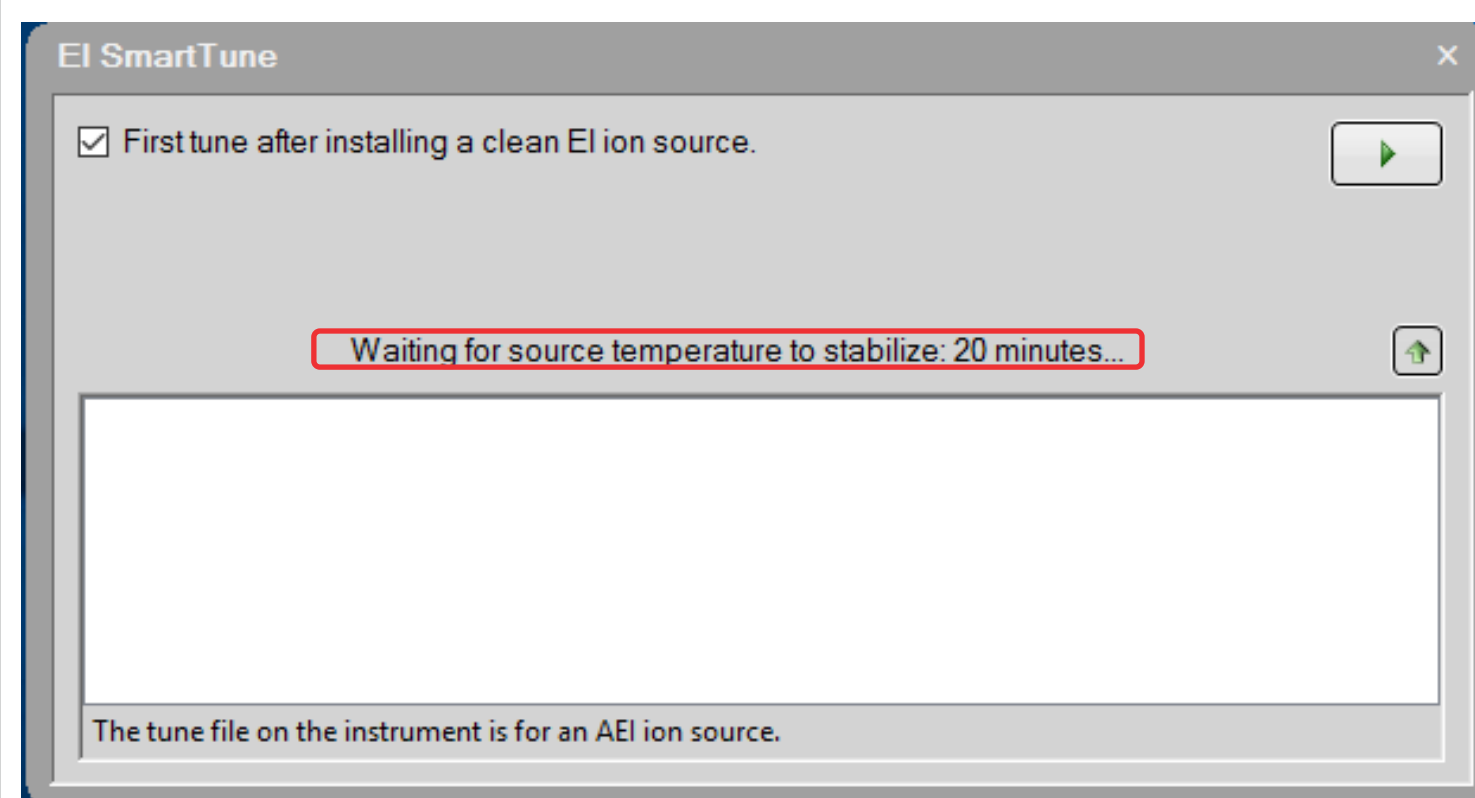 EI SmartTune
First tune after installing a clean EI ion source.
Waiting for source temperature to stabilize: 20 minutes...
The tune file on the instrument is for an AEI ion source.